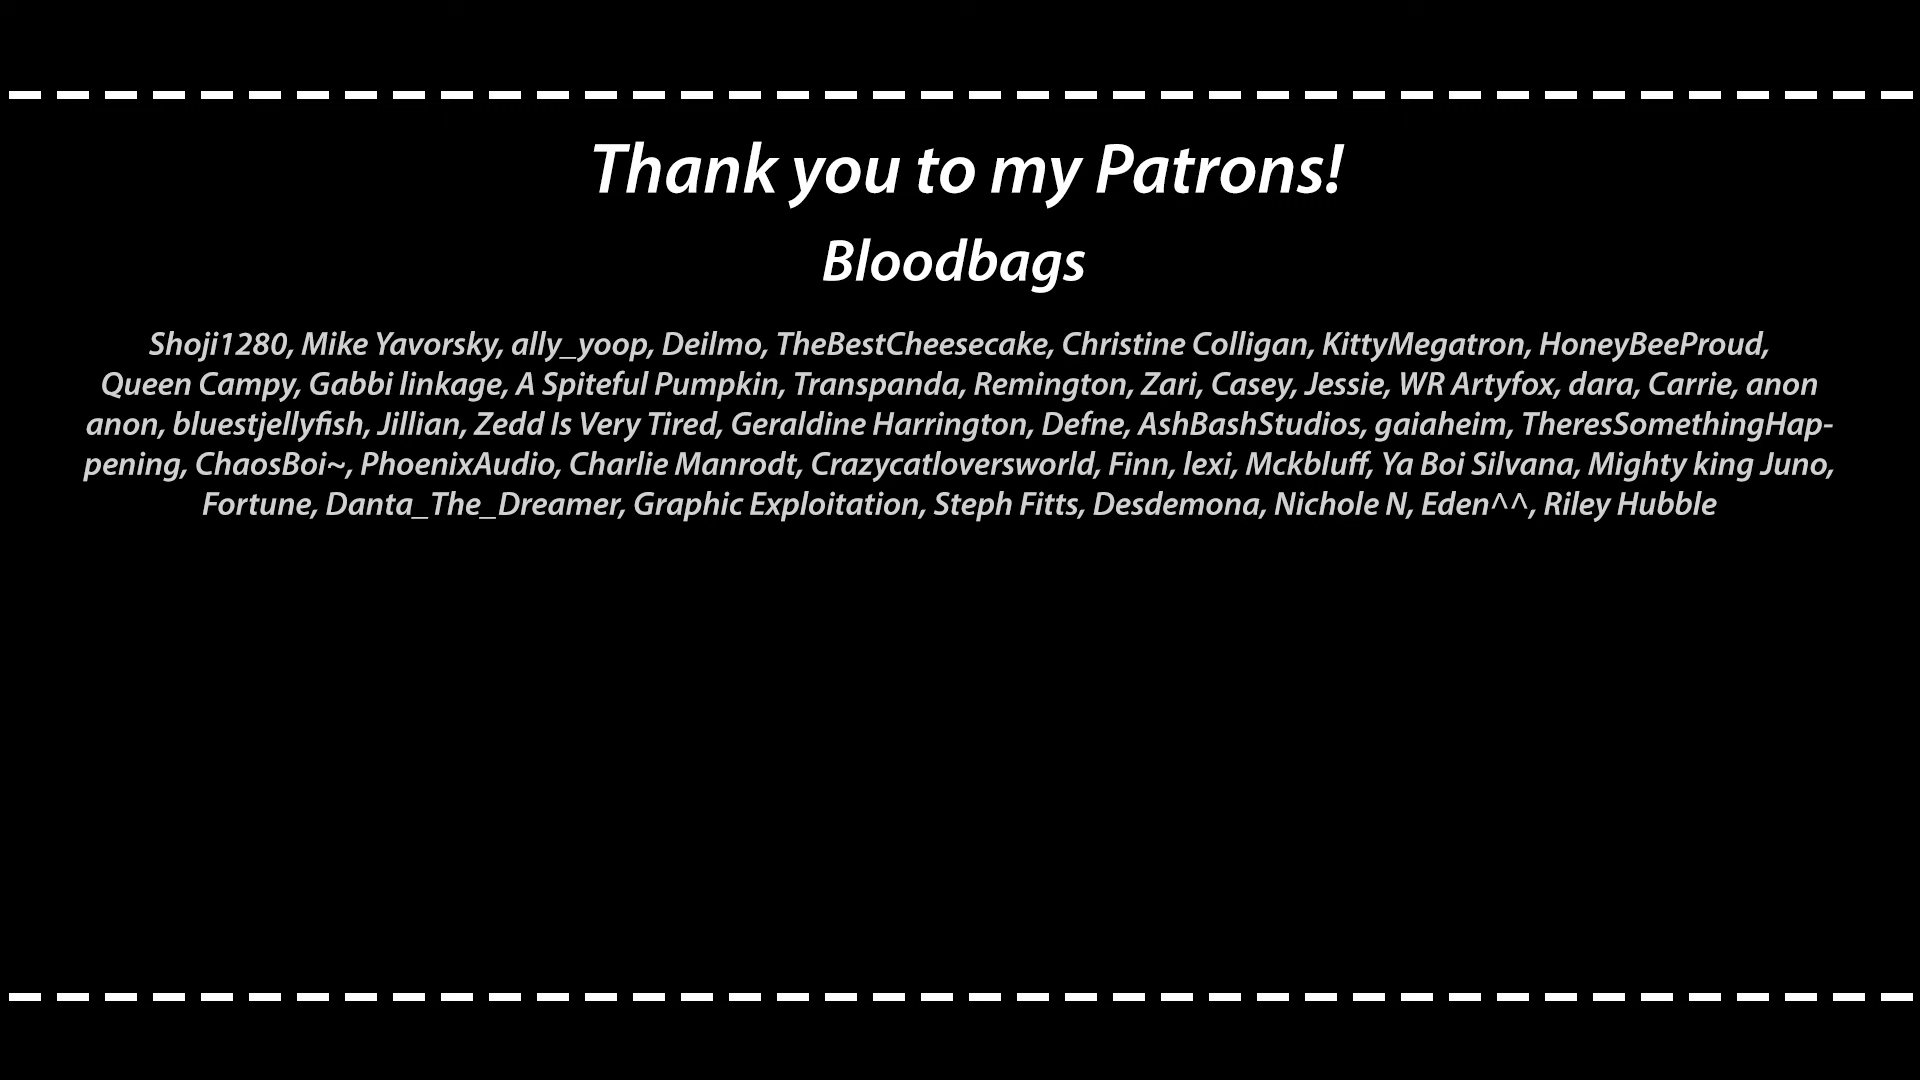 Thank you to my Patrons!
Bloodbags
Shoji1280, Mike Yavorsky, ally_yoop, Deilmo, TheBestCheesecake, Christine Colligan, KittyMegatron, HoneyBeeProud,
Queen Campy, Gabbi linkage, A Spiteful Pumpkin, Transpanda, Remington, Zari, Casey, Jessie, WR Artyfox, dara, Carrie, anon
anon, bluestjellyfish, Jillian, Zedd Is Very Tired, Geraldine Harrington, Defne, AshBashStudios, gaiaheim, TheresSomethingHap-
pening, ChaosBoi~, PhoenixAudio, Charlie Manrodt, Crazycatloversworld, Finn, lexi, Mckbluff, Ya Boi Silvana, Mighty king Juno,
Fortune, Danta_The_Dreamer, Graphic Exploitation, Steph Fitts, Desdemona, Nichole N, Eden^^, Riley Hubble